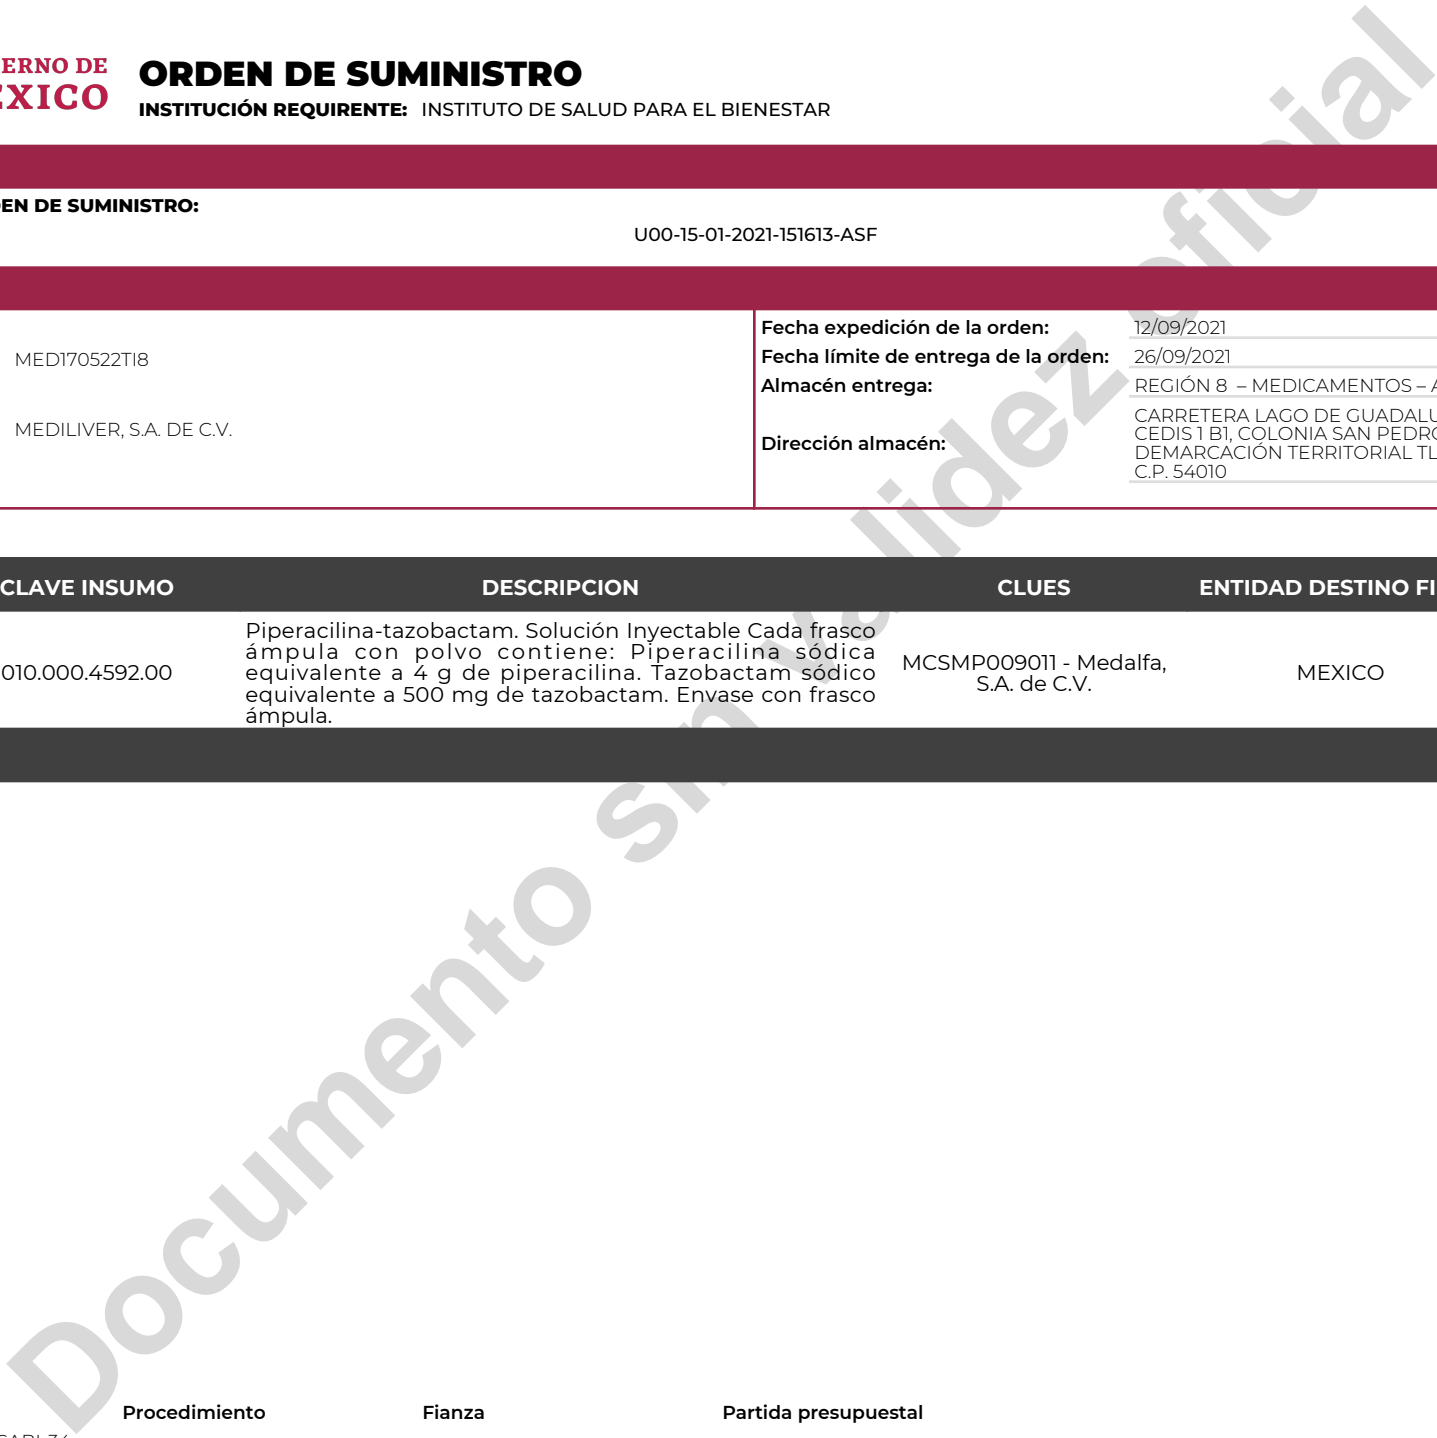 ERNO DE
EXICO
ORDEN DE SUMINISTRO
INSTITUCIÓN REQUIRENTE: INSTITUTO DE SALUD PARA EL BIENESTAR
EN DE SUMINISTRO:
U00-15-01-2021-151613-ASF
MED170522TI8
MEDILIVER, S.A. DE C.V.
Fecha expedición de la orden: 12/09/2021
Fecha límite de entrega de la orden: 26/09/2021
Almacén entrega: REGIÓN 8 – MEDICAMENTOS – A
Dirección almacén:
CARRETERA LAGO DE GUADALU
CEDIS 1 B1, COLONIA SAN PEDRO
DEMARCACIÓN TERRITORIAL TL
C.P. 54010
CLAVE INSUMO DESCRIPCION CLUES ENTIDAD DESTINO FI
010.000.4592.00
Piperacilina-tazobactam. Solución Inyectable Cada frasco
ámpula con polvo contiene: Piperacilina sódica
equivalente a 4 g de piperacilina. Tazobactam sódico
equivalente a 500 mg de tazobactam. Envase con frasco
ámpula.
MCSMP009011 - Medalfa,
S.A. de C.V.
MEXICO
Documento sin validez oficial
Procedimiento Fianza Partida presupuestal